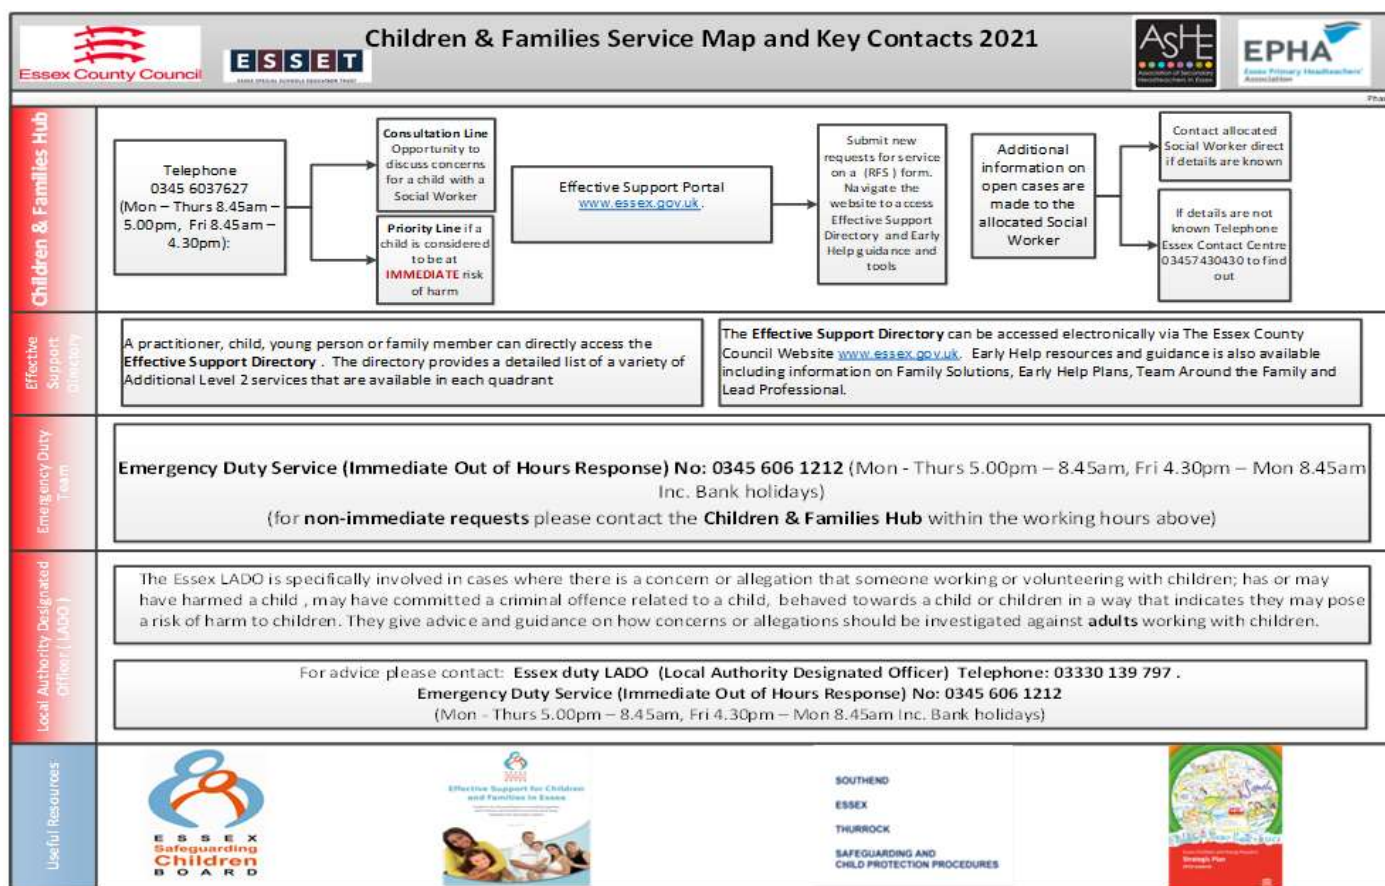 Children & Families Service Map and Key Contacts 2021
Essex County Council
ESSET
ESSEX SPECIAL SCHOOLS EDUCATION TRUST
ASHE
Association of Secondary
Headteachers in Essex
EPHA
Essex Primary Headteachers'
Association
Children & Families Hub
Telephone
0345 6037627
(Mon – Thurs 8.45am –
5.00pm, Fri 8.45am –
4.30pm):
Consultation Line
Opportunity to
discuss concerns
for a child with a
Social Worker
Priority Line if a
child is considered
to be at
IMMEDIATE risk
of harm
Effective Support Portal
www.essex.gov.uk .
Submit new
requests for service
on a (RFS ) form.
Navigate the
website to access
Effective Support
Directory and Early
Help guidance and
tools
Additional
information on
open cases are
made to the
allocated Social
Worker
Contact allocated
Social Worker direct
if details are known
If details are not
known Telephone
Essex Contact Centre
03457430430 to find
out
Effective
Support
Directory
A practitioner, child, young person or family member can directly access the
Effective Support Directory . The directory provides a detailed list of a variety of
Additional Level 2 services that are available in each quadrant
The Effective Support Directory can be accessed electronically via The Essex County
Council Website www.essex.gov.uk. Early Help resources and guidance is also available
including information on Family Solutions, Early Help Plans, Team Around the Family and
Lead Professional.
Emergency Duty
Team
Emergency Duty Service (Immediate Out of Hours Response) No: 0345 606 1212 (Mon - Thurs 5.00pm – 8.45am, Fri 4.30pm – Mon 8.45am
Inc. Bank holidays)
(for non-immediate requests please contact the Children & Families Hub within the working hours above)
Local Authority Designated
Officer ( LADO )
The Essex LADO is specifically involved in cases where there is a concern or allegation that someone working or volunteering with children; has or may
have harmed a child , may have committed a criminal offence related to a child, behaved towards a child or children in a way that indicates they may pose
a risk of harm to children. They give advice and guidance on how concerns or allegations should be investigated against adults working with children.
For advice please contact: Essex duty LADO (Local Authority Designated Officer) Telephone: 03330 139 797 .
Emergency Duty Service (Immediate Out of Hours Response) No: 0345 606 1212
(Mon - Thurs 5.00pm – 8.45am, Fri 4.30pm – Mon 8.45am Inc. Bank holidays)
Useful Resources
ESSEX
Safeguarding
Children
BOARD
Effective Support for Children
and Families in Essex
SOUTHEND
ESSEX
THURROCK
SAFEGUARDING AND
CHILD PROTECTION PROCEDURES
Strategic Plan